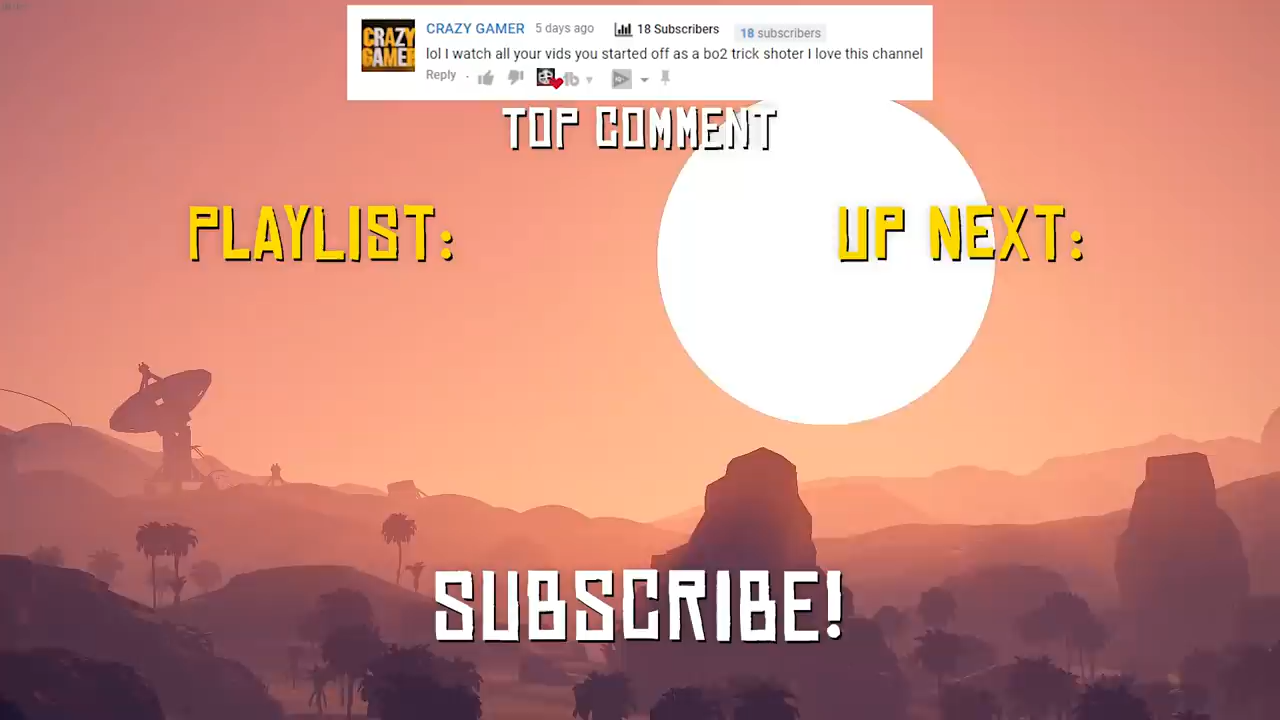 CRAZY GAMER 5 days ago 18 Subscribers 18 subscribers
CRAZY
GAMER
lol I watch all your vids you started off as a bo2 trick shoter I love this channel
Reply
TOP COMMENT
PLAYLIST: UP NEXT:
SUBSCRIBE!